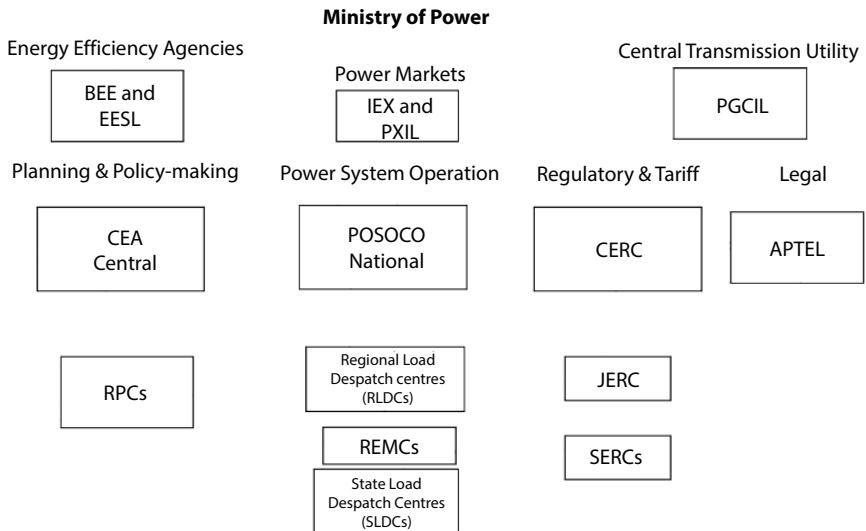 Ministry of Power
Energy Efficiency Agencies
BEE and
EESL
Power Markets
IEX and
PXIL
Central Transmission Utility
PGCIL
Planning & Policy-making
CEA
Central
Power System Operation
POSOCO
National
Regulatory & Tariff
CERC
Legal
APTEL
RPCs
Regional Load
Despatch centres
(RLDCs)
REMCs
State Load
Despatch Centres
(SLDCs)
JERC
SERCs